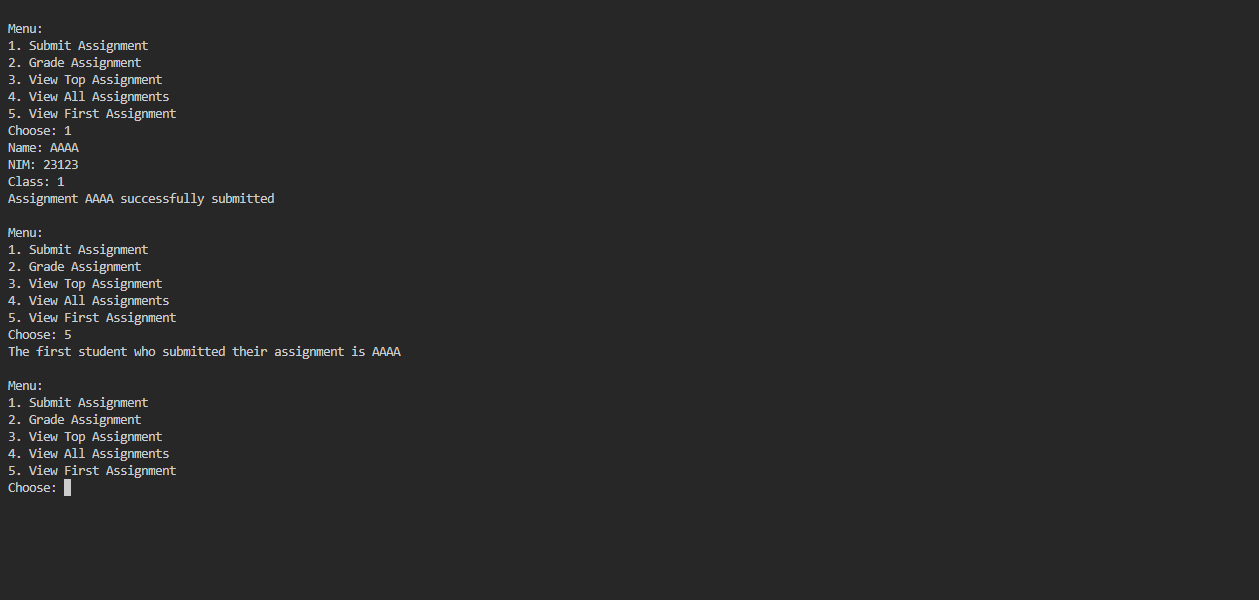 Menu:
1. Submit Assignment
2. Grade Assignment
3. View Top Assignment
4. View All Assignments
5. View First Assignment
Choose: 1
Name: AAAA
NIM: 23123
Class: 1
Assignment AAAA successfully submitted
Menu:
1. Submit Assignment
2. Grade Assignment
3. View Top Assignment
4. View All Assignments
5. View First Assignment
Choose: 5
The first student who submitted their assignment is AAAA
Menu:
1. Submit Assignment
2. Grade Assignment
3. View Top Assignment
4. View All Assignments
5. View First Assignment
Choose: